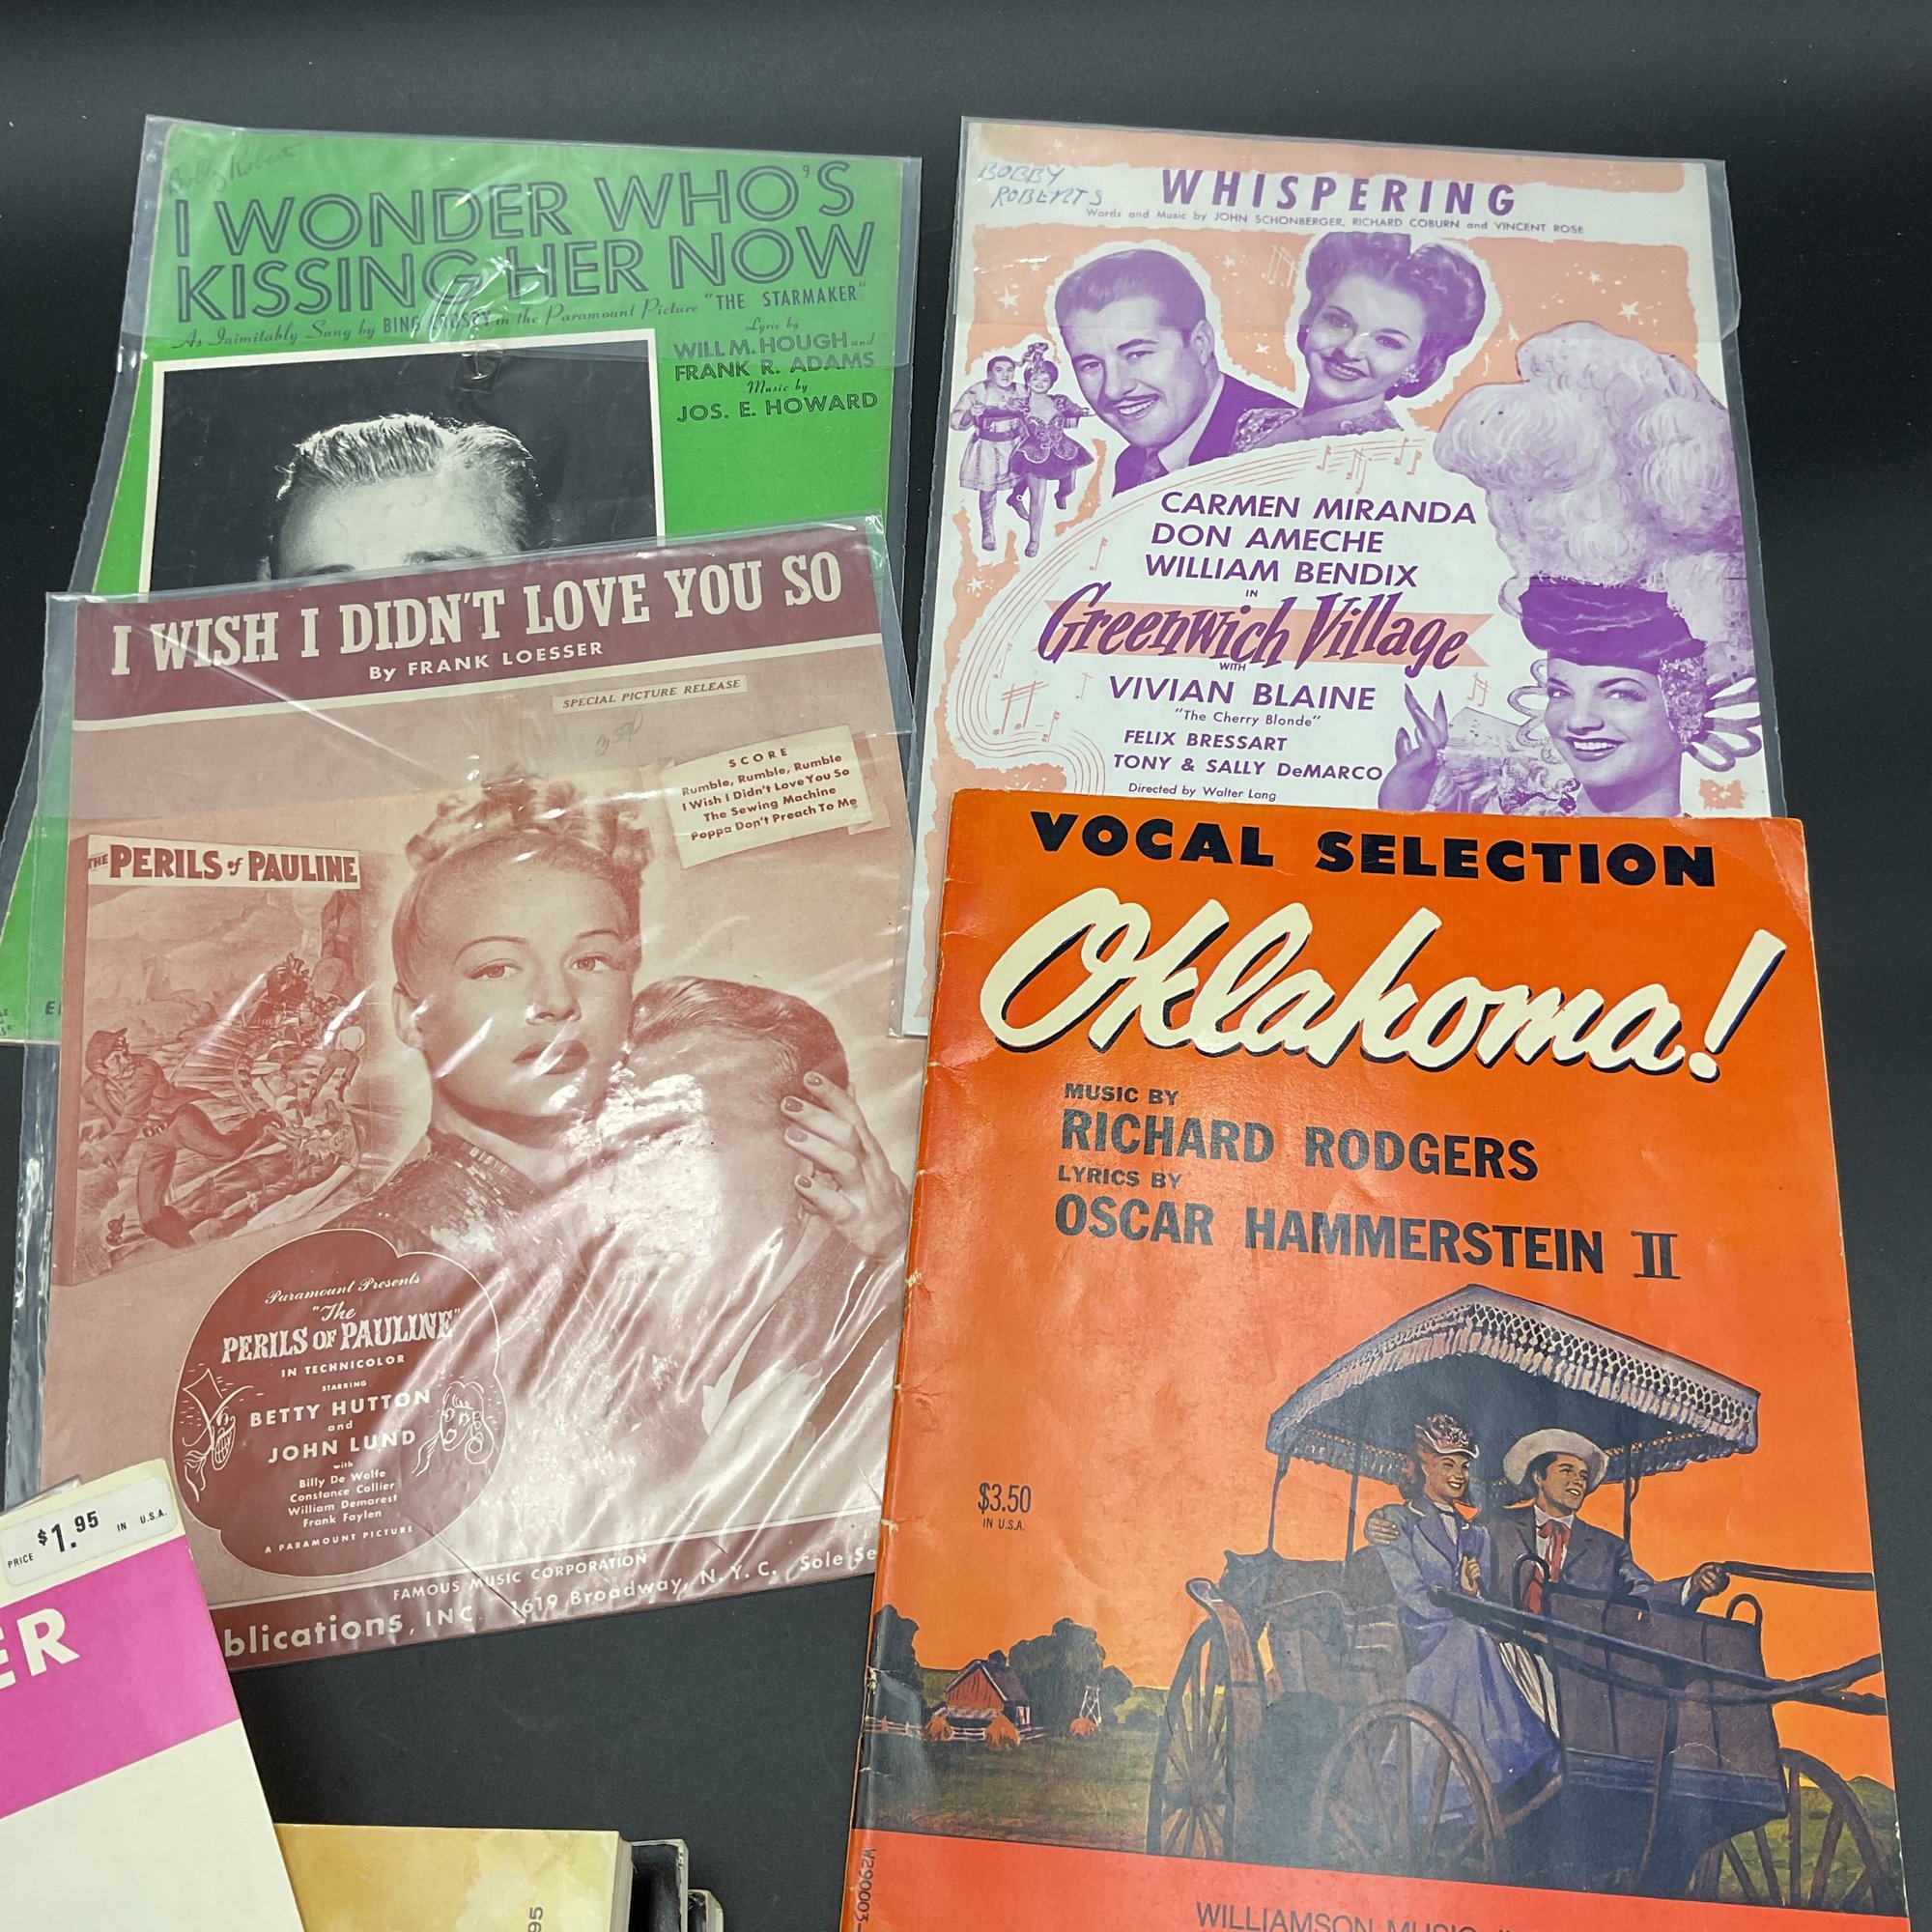 Bobby Roberts
I WONDER WHO'S
KISSING HER NOW
As Inimitably Sung by BING CROSBY in the Paramount Picture "THE STARMAKER"
Lyric by
WILL M. HOUGH and
FRANK R. ADAMS
Music by
JOS. E. HOWARD
BOBBY
ROBERTS
WHISPERING
Words and Music by JOHN SCHONBERGER, RICHARD COBURN and VINCENT ROSE
CARMEN MIRANDA
DON AMECHE
WILLIAM BENDIX
IN
Greenwich Village
WITH
VIVIAN BLAINE
"The Cherry Blonde"
FELIX BRESSART
TONY & SALLY DeMARCO
Directed by Walter Lang
I WISH I DIDN'T LOVE YOU SO
By FRANK LOESSER
SPECIAL PICTURE RELEASE
SCORE
Rumble, Rumble, Rumble
I Wish I Didn't Love You So
The Sewing Machine
Poppa Don't Preach To Me
THE PERILS of PAULINE
Paramount Presents
"The
PERILS OF PAULINE"
IN TECHNICOLOR
STARRING
BETTY HUTTON
and
JOHN LUND
with
Billy De Wolfe
Constance Collier
William Demarest
Frank Faylen
A PARAMOUNT PICTURE
FAMOUS MUSIC CORPORATION
blications, INC. 1619 Broadway, N. Y. C. Sole Se
VOCAL SELECTION
Oklahoma!
MUSIC BY
RICHARD RODGERS
LYRICS BY
OSCAR HAMMERSTEIN II
$3.50
IN U.S.A.
W290003-
WILLIAMSON MUSIC
PRICE $1.95 IN U.S.A.
ER
95